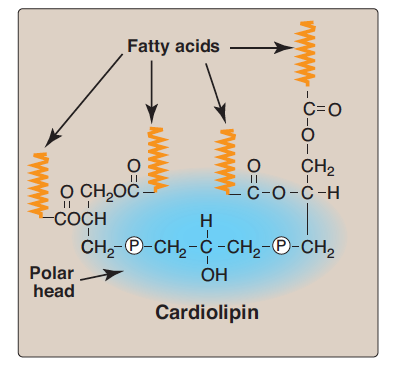 Fatty acids
C=O
O
O O CH₂
O CH₂OC C-O-C-H
COCH H
CH₂-Ⓟ-CH₂-C-CH₂-Ⓟ-CH₂
OH
Polar
head
Cardiolipin